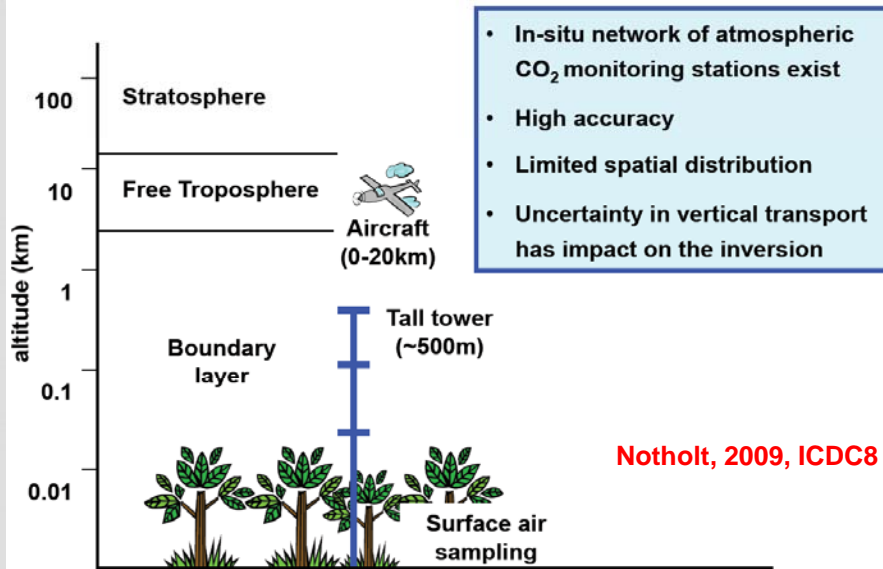 • In-situ network of atmospheric
CO₂ monitoring stations exist
• High accuracy
• Limited spatial distribution
• Uncertainty in vertical transport
has impact on the inversion
altitude (km)
100
10
1
0.1
0.01
Stratosphere
Free Troposphere
Aircraft
(0-20km)
Boundary
layer
Tall tower
(~500m)
Surface air
sampling
Notholt, 2009, ICDC8